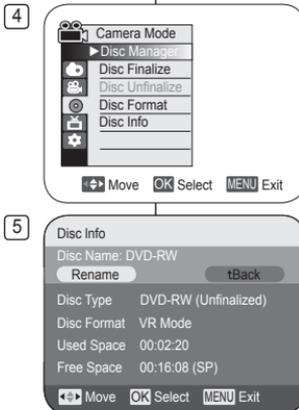 4
Camera Mode
►Disc Manager
Disc Finalize
Disc Unfinalize
Disc Format
Disc Info
Move OK Select MENU Exit
5
Disc Info
Disc Name: DVD-RW
Rename tBack
Disc Type DVD-RW (Unfinalized)
Disc Format VR Mode
Used Space 00:02:20
Free Space 00:16:08 (SP)
Move OK Select MENU Exit